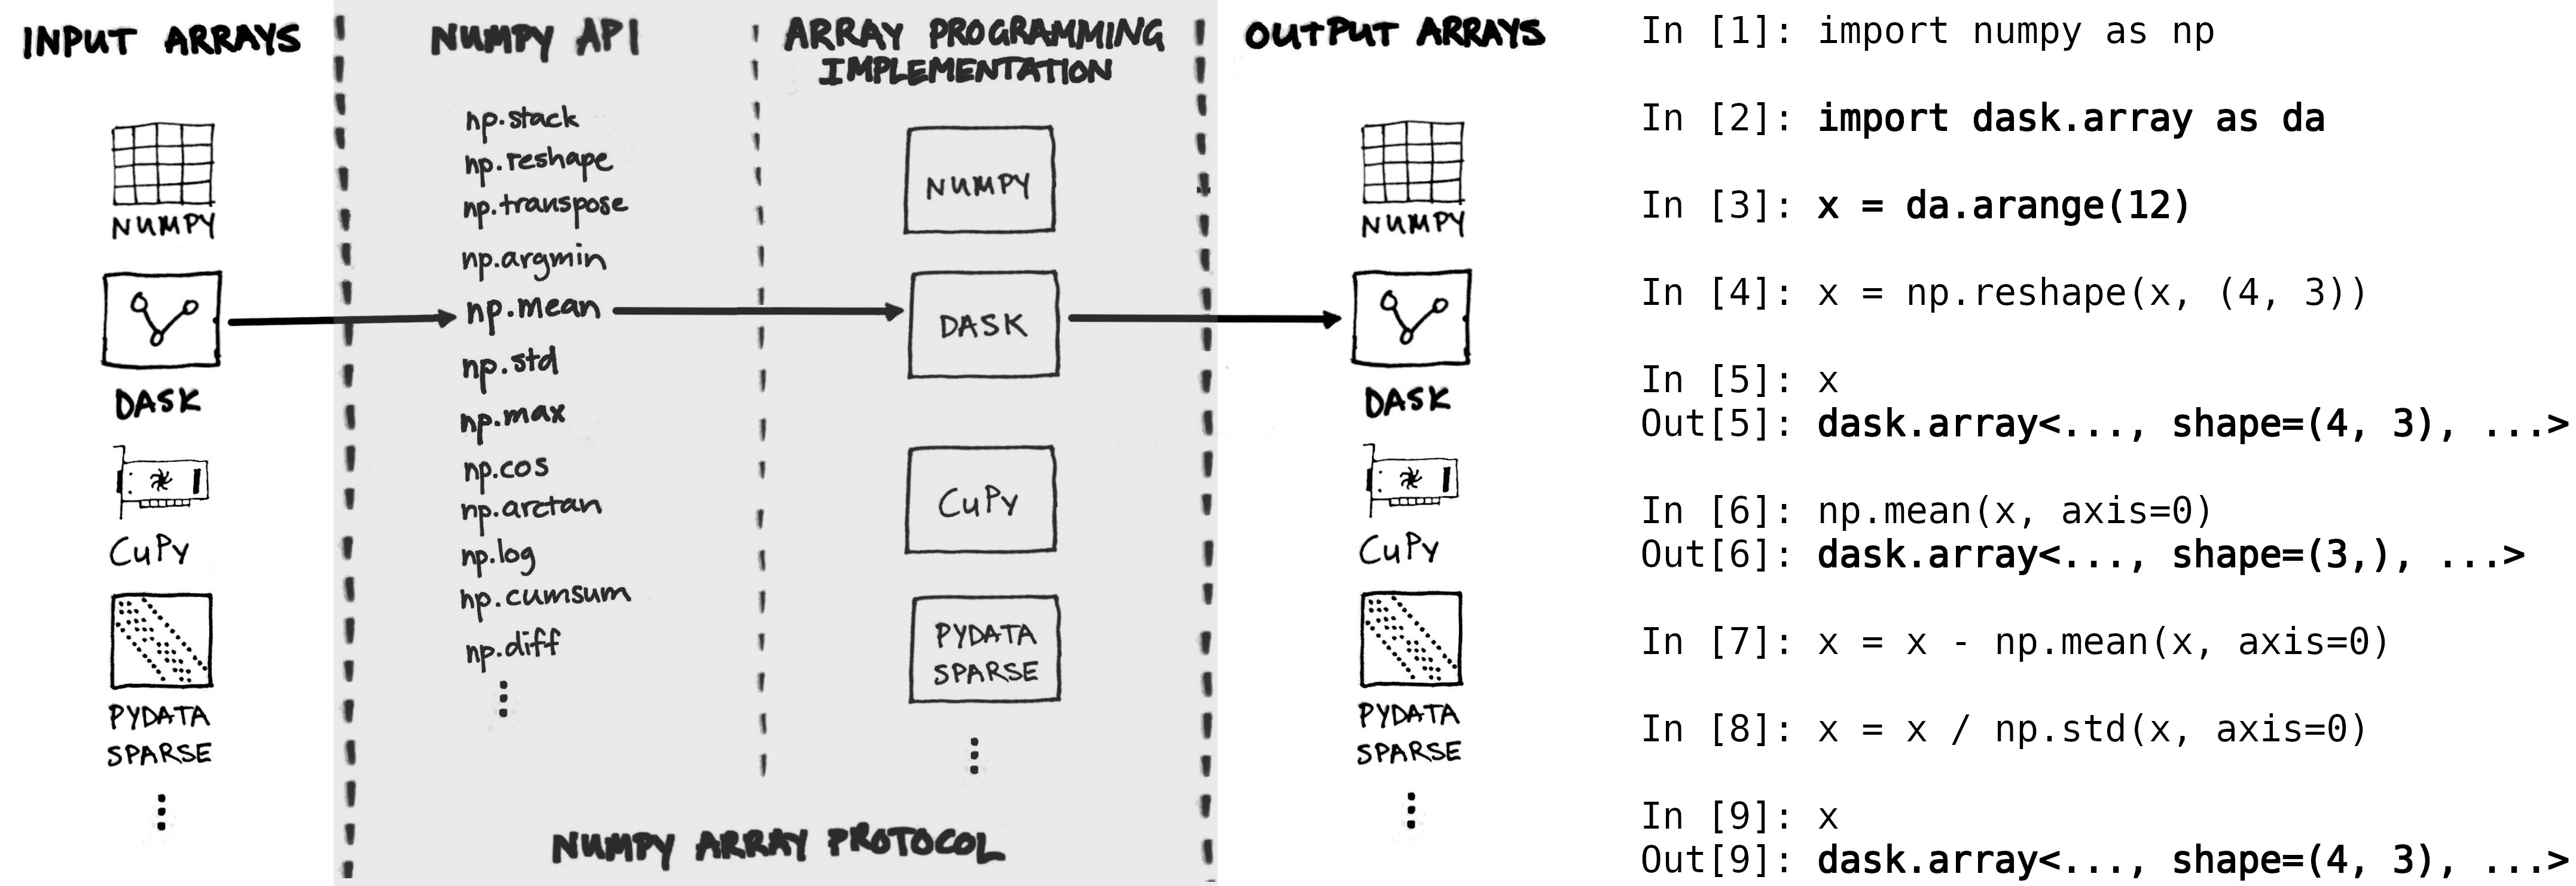 INPUT ARRAYS
NUMPY
DASK
CuPy
PYDATA
SPARSE
⋮
NUMPY API
np.stack
np.reshape
np.transpose
np.argmin
np.mean
np.std
np.max
np.cos
np.arctan
np.log
np.cumsum
np.diff
⋮
ARRAY PROGRAMMING
IMPLEMENTATION
NUMPY
DASK
CuPy
PYDATA
SPARSE
⋮
NUMPY ARRAY PROTOCOL
OUTPUT ARRAYS
NUMPY
DASK
CuPy
PYDATA
SPARSE
⋮
In [1]: import numpy as np
In [2]: import dask.array as da
In [3]: x = da.arange(12)
In [4]: x = np.reshape(x, (4, 3))
In [5]: x
Out[5]: dask.array<..., shape=(4, 3), ...>
In [6]: np.mean(x, axis=0)
Out[6]: dask.array<..., shape=(3,), ...>
In [7]: x = x - np.mean(x, axis=0)
In [8]: x = x / np.std(x, axis=0)
In [9]: x
Out[9]: dask.array<..., shape=(4, 3), ...>